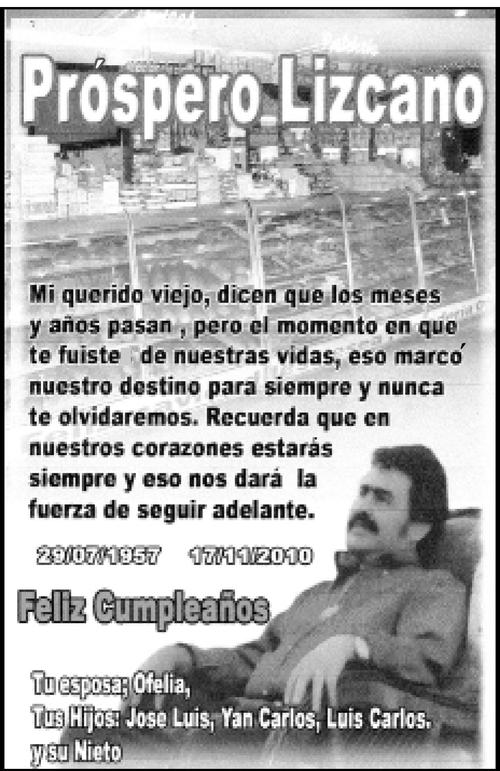 Próspero Lizcano
Mi querido viejo, dicen que los meses
y años pasan , pero el momento en que
te fuiste de nuestras vidas, eso marcó
nuestro destino para siempre y nunca
te olvidaremos. Recuerda que en
nuestros corazones estarás
siempre y eso nos dará la
fuerza de seguir adelante.
29/07/1957 17/11/2010
Feliz Cumpleaños
Tu esposa; Ofelia,
Tus Hijos: Jose Luis, Yan Carlos, Luis Carlos.
y su Nieto